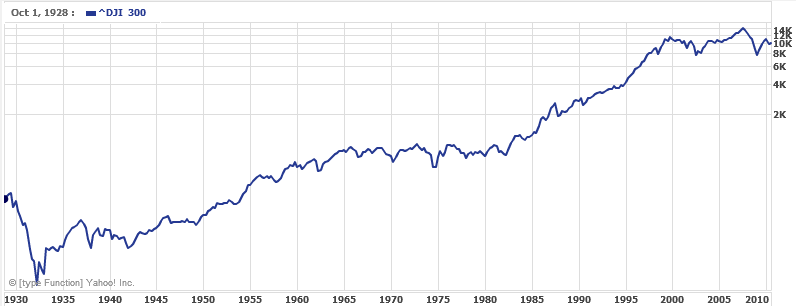 Oct 1, 1928 : ^DJI 300
14K
12K
10K
8K
6K
4K
2K
© [type Function] Yahoo! Inc.
1930 1935 1940 1945 1950 1955 1960 1965 1970 1975 1980 1985 1990 1995 2000 2005 2010